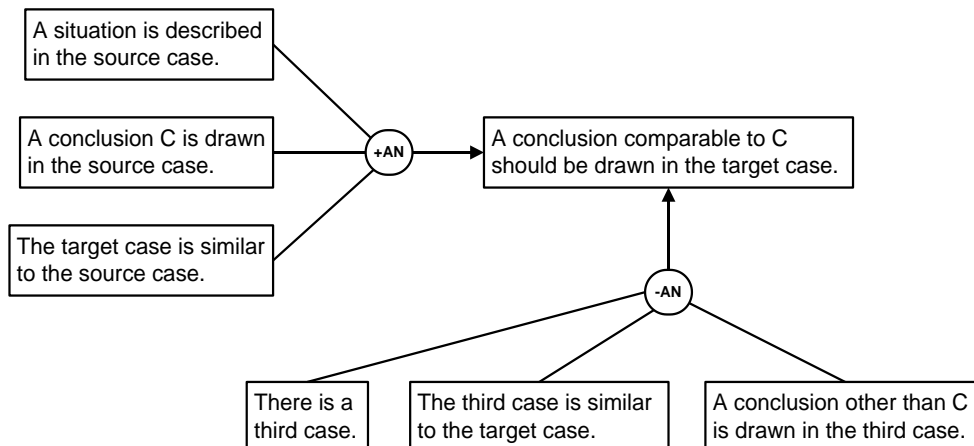 A situation is described
in the source case.
A conclusion C is drawn
in the source case.
+AN
A conclusion comparable to C
should be drawn in the target case.
The target case is similar
to the source case.
-AN
There is a
third case.
The third case is similar
to the target case.
A conclusion other than C
is drawn in the third case.